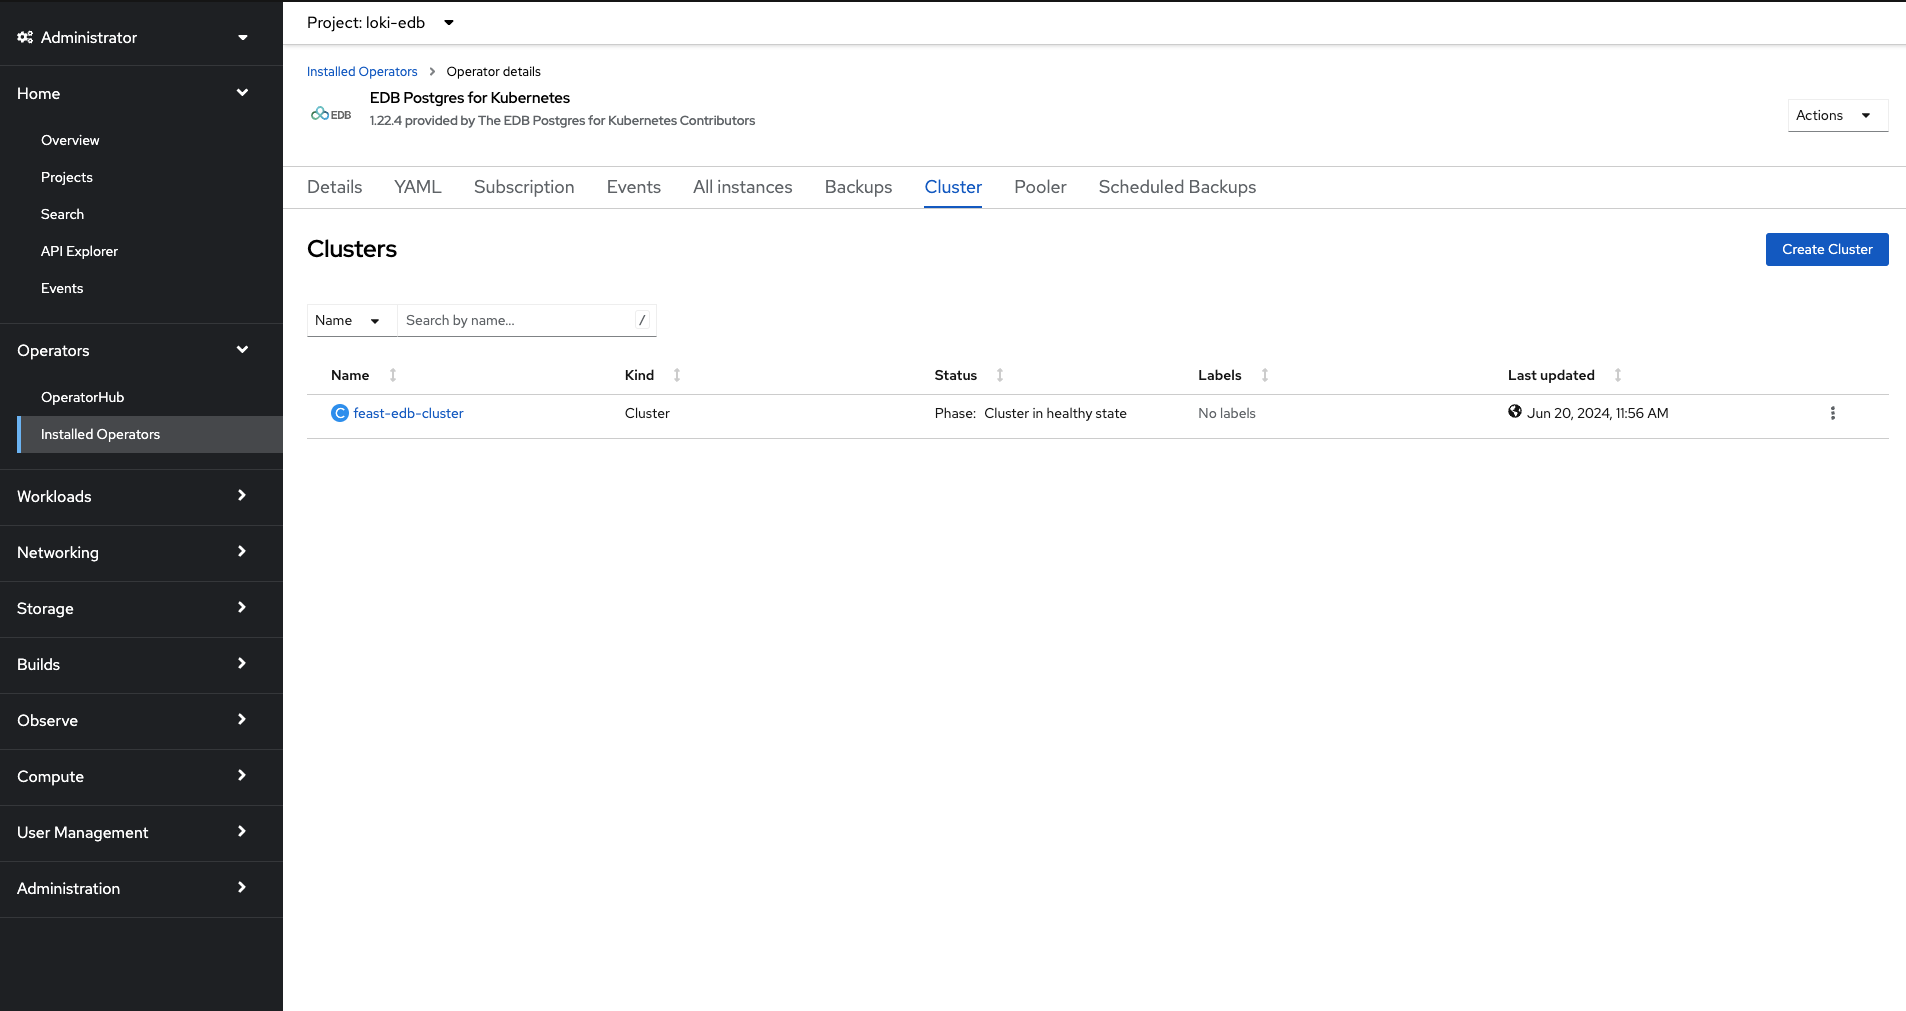 Administrator
Home
Overview
Projects
Search
API Explorer
Events
Operators
OperatorHub
Installed Operators
Workloads
Networking
Storage
Builds
Observe
Compute
User Management
Administration
Project: loki-edb
Installed Operators > Operator details
EDB
EDB Postgres for Kubernetes
1.22.4 provided by The EDB Postgres for Kubernetes Contributors
Actions
Details YAML Subscription Events All instances Backups Cluster Pooler Scheduled Backups
Clusters
Create Cluster
Name Search by name... /
Name Kind Status Labels Last updated
C feast-edb-cluster Cluster Phase: Cluster in healthy state No labels Jun 20, 2024, 11:56 AM